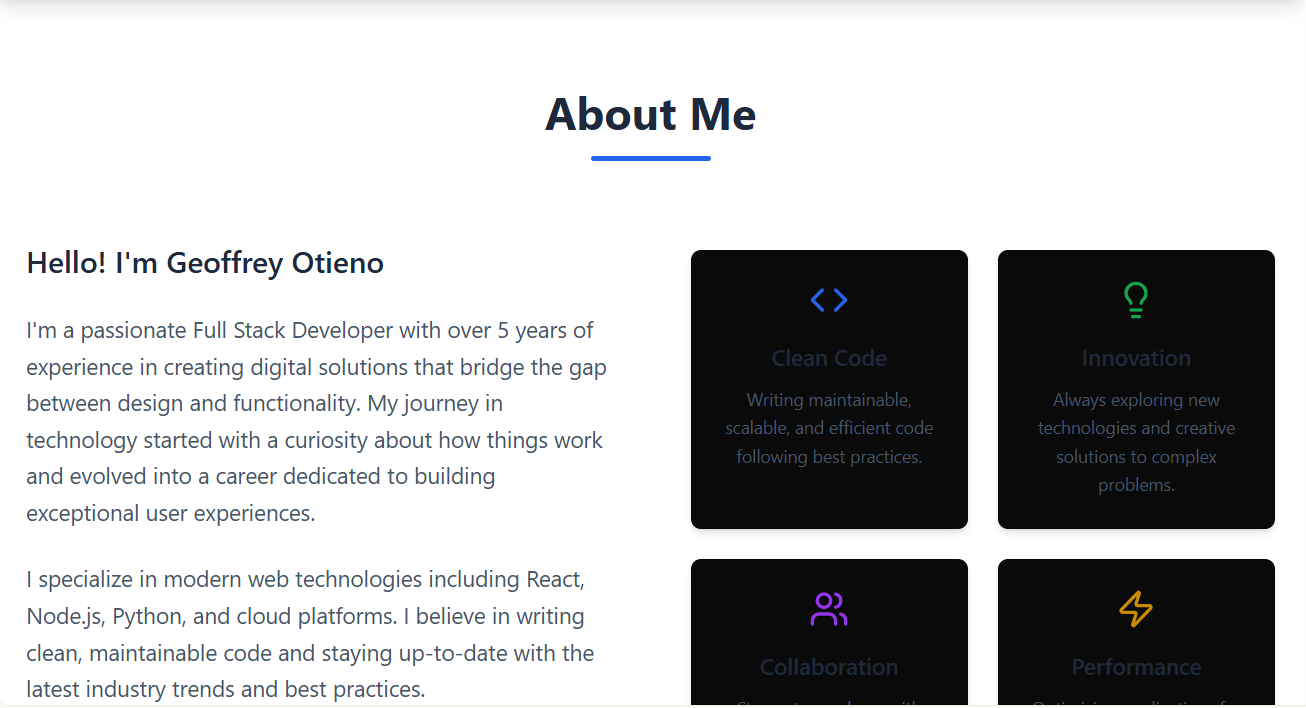 About Me
Hello! I'm Geoffrey Otieno
I'm a passionate Full Stack Developer with over 5 years of
experience in creating digital solutions that bridge the gap
between design and functionality. My journey in
technology started with a curiosity about how things work
and evolved into a career dedicated to building
exceptional user experiences.
I specialize in modern web technologies including React,
Node.js, Python, and cloud platforms. I believe in writing
clean, maintainable code and staying up-to-date with the
latest industry trends and best practices.
Clean Code
Writing maintainable,
scalable, and efficient code
following best practices.
Innovation
Always exploring new
technologies and creative
solutions to complex
problems.
Collaboration
Performance